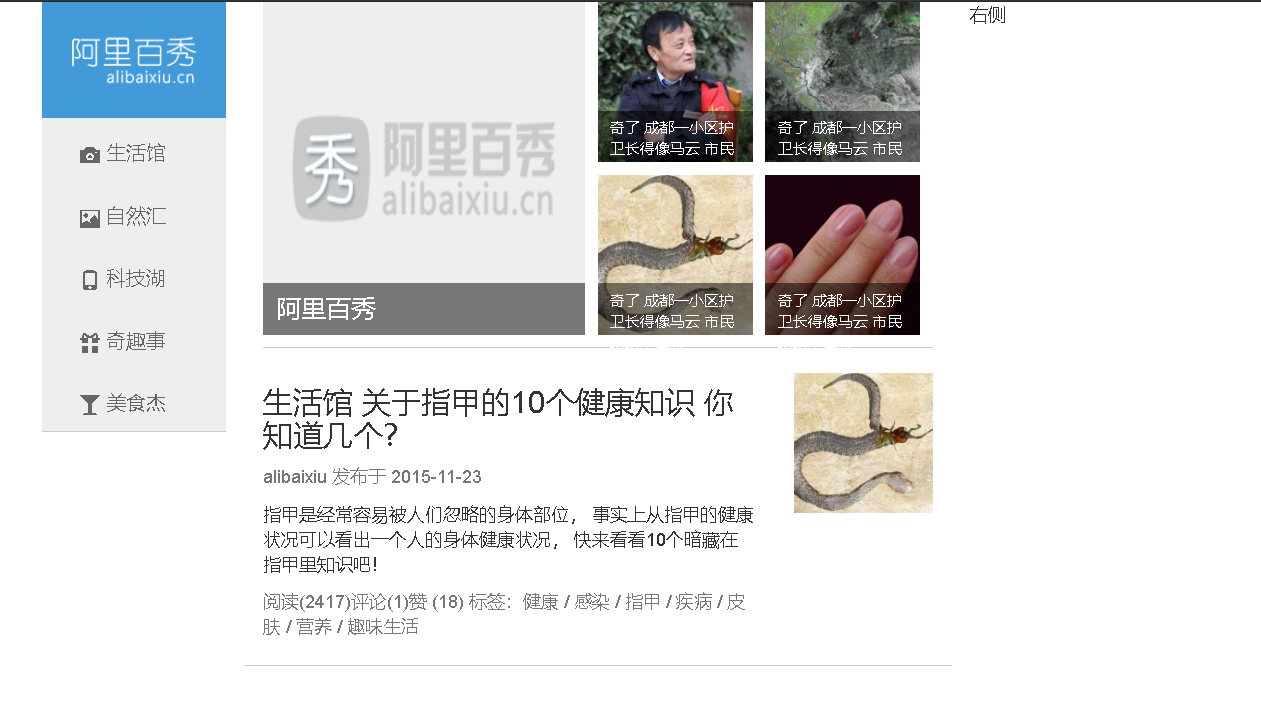 阿里百秀
alibaixiu.cn
生活馆
自然汇
科技湖
奇趣事
美食杰
秀 阿里百秀
alibaixiu.cn
阿里百秀
奇了 成都一小区护
卫长得像马云 市民
奇了 成都一小区护
卫长得像马云 市民
奇了 成都一小区护
卫长得像马云 市民
奇了 成都一小区护
卫长得像马云 市民
生活馆 关于指甲的10个健康知识 你
知道几个?
alibaixiu 发布于 2015-11-23
指甲是经常容易被人们忽略的身体部位， 事实上从指甲的健康
状况可以看出一个人的身体健康状况， 快来看看10个暗藏在
指甲里知识吧！
阅读(2417)评论(1)赞 (18) 标签：健康 / 感染 / 指甲 / 疾病 / 皮
肤 / 营养 / 趣味生活
右侧